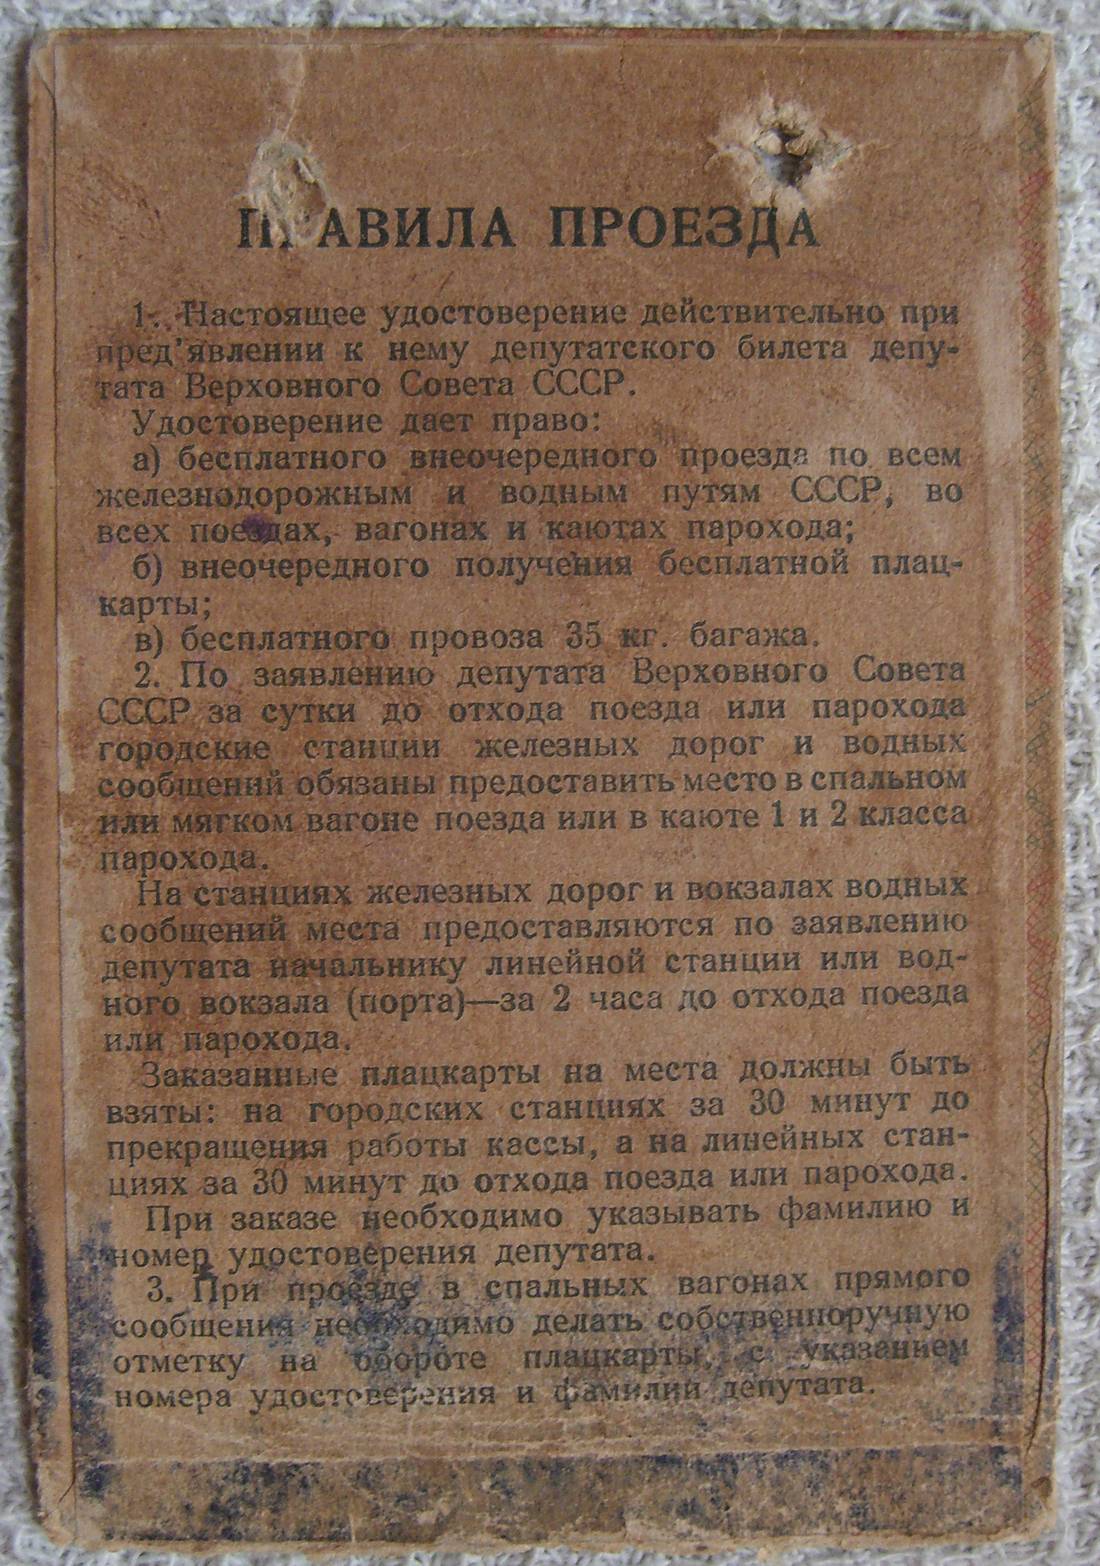 ПРАВИЛА ПРОЕЗДА
1. Настоящее удостоверение действительно при
пред'явлении к нему депутатского билета депу-
тата Верховного Совета СССР.
Удостоверение дает право:
а) бесплатного внеочередного проезда по всем
железнодорожным и водным путям СССР, во
всех поездах, вагонах и каютах парохода;
б) внеочередного получения бесплатной плац-
карты;
в) бесплатного провоза 35 кг. багажа.
2. По заявлению депутата Верховного Совета
СССР за сутки до отхода поезда или парохода
городские станции железных дорог и водных
сообщений обязаны предоставить место в спальном
или мягком вагоне поезда или в каюте 1 и 2 класса
парохода.
На станциях железных дорог и вокзалах водных
сообщений места предоставляются по заявлению
депутата начальнику линейной станции или вод-
ного вокзала (порта)—за 2 часа до отхода поезда
или парохода.
Заказанные плацкарты на места должны быть
взяты: на городских станциях за 30 минут до
прекращения работы кассы, а на линейных стан-
циях за 30 минут до отхода поезда или парохода.
При заказе необходимо указывать фамилию и
номер удостоверения депутата.
3. При проезде в спальных вагонах прямого
сообщения необходимо делать собственноручную
отметку на обороте плацкарты, с указанием
номера удостоверения и фамилии депутата.